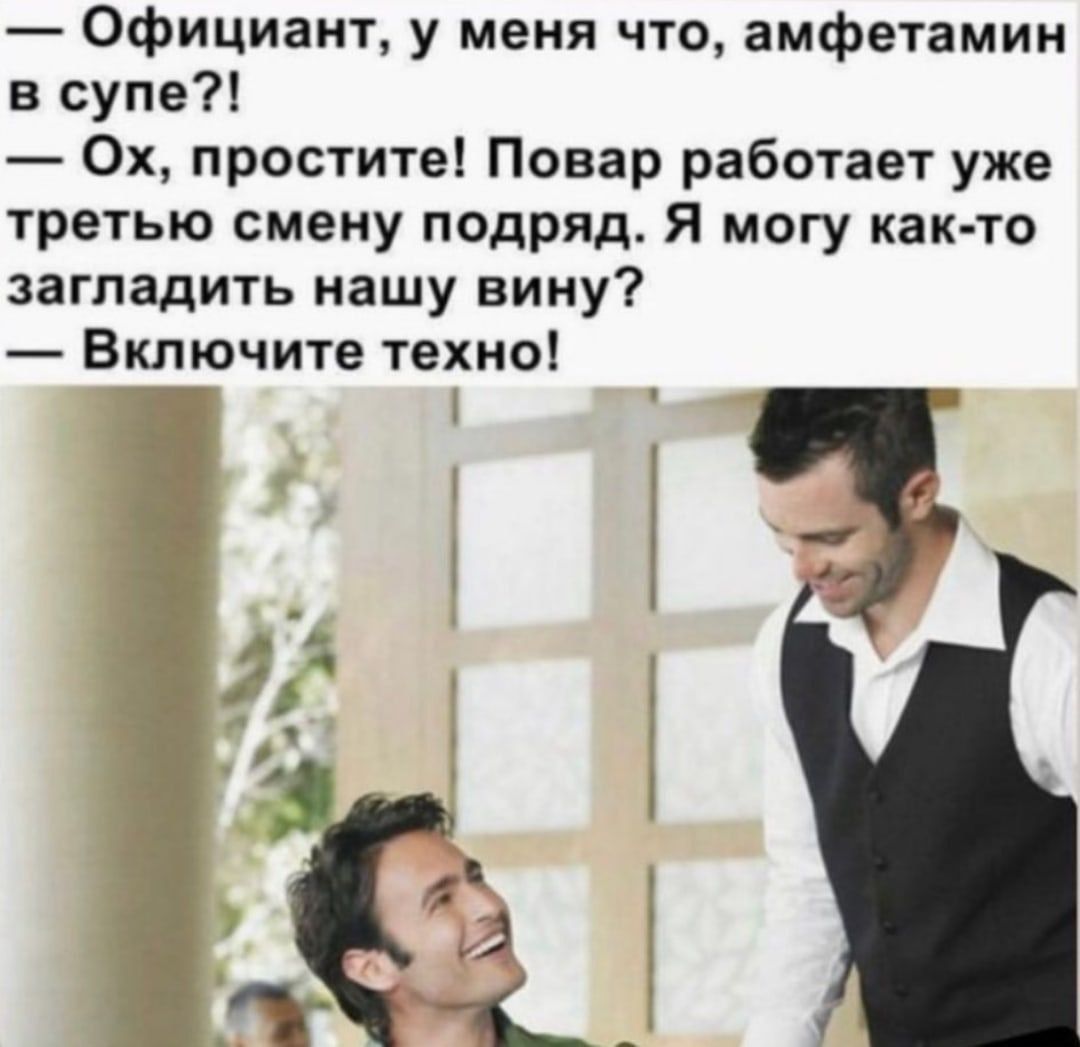 — Официант, у меня что, амфетамин
в супе?!
— Ох, простите! Повар работает уже
третью смену подряд. Я могу как-то
загладить нашу вину?
— Включите техно!